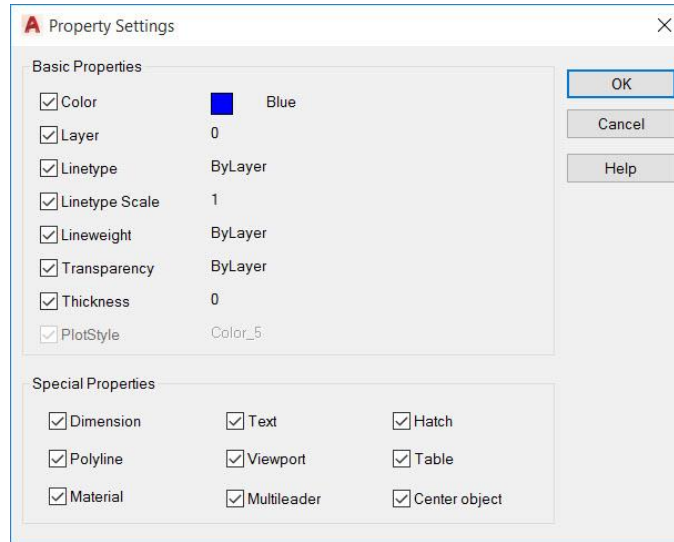 Property Settings
Basic Properties
OK
Color Blue
Cancel
Layer 0
Linetype ByLayer
Help
Linetype Scale 1
Lineweight ByLayer
Transparency ByLayer
Thickness 0
PlotStyle Color_5
Special Properties
Dimension Text Hatch
Polyline Viewport Table
Material Multileader Center object